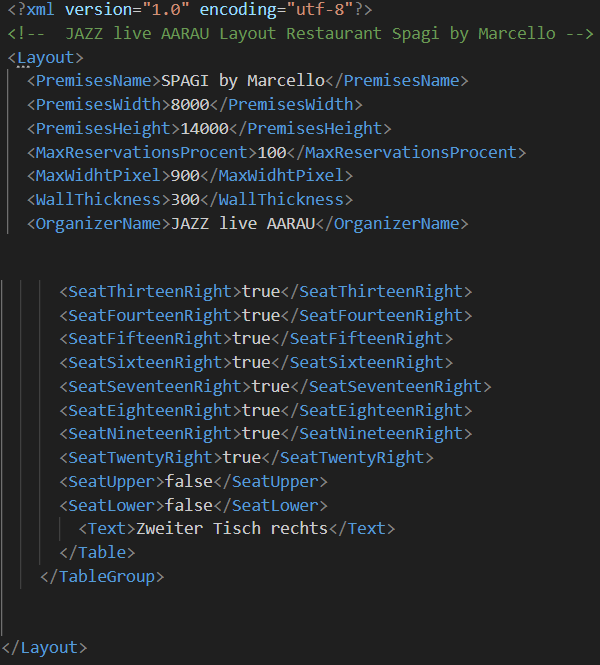 <?xml version="1.0" encoding="utf-8"?>
<!--  JAZZ live AARAU Layout Restaurant Spagi by Marcello -->
<Layout>
<PremisesName>SPAGI by Marcello</PremisesName>
<PremisesWidth>8000</PremisesWidth>
<PremisesHeight>14000</PremisesHeight>
<MaxReservationsProcent>100</MaxReservationsProcent>
<MaxWidhtPixel>900</MaxWidhtPixel>
<WallThickness>300</WallThickness>
<OrganizerName>JAZZ live AARAU</OrganizerName>
<SeatThirteenRight>true</SeatThirteenRight>
<SeatFourteenRight>true</SeatFourteenRight>
<SeatFifteenRight>true</SeatFifteenRight>
<SeatSixteenRight>true</SeatSixteenRight>
<SeatSeventeenRight>true</SeatSeventeenRight>
<SeatEighteenRight>true</SeatEighteenRight>
<SeatNineteenRight>true</SeatNineteenRight>
<SeatTwentyRight>true</SeatTwentyRight>
<SeatUpper>false</SeatUpper>
<SeatLower>false</SeatLower>
<Text>Zweiter Tisch rechts</Text>
</Table>
</TableGroup>
</Layout>